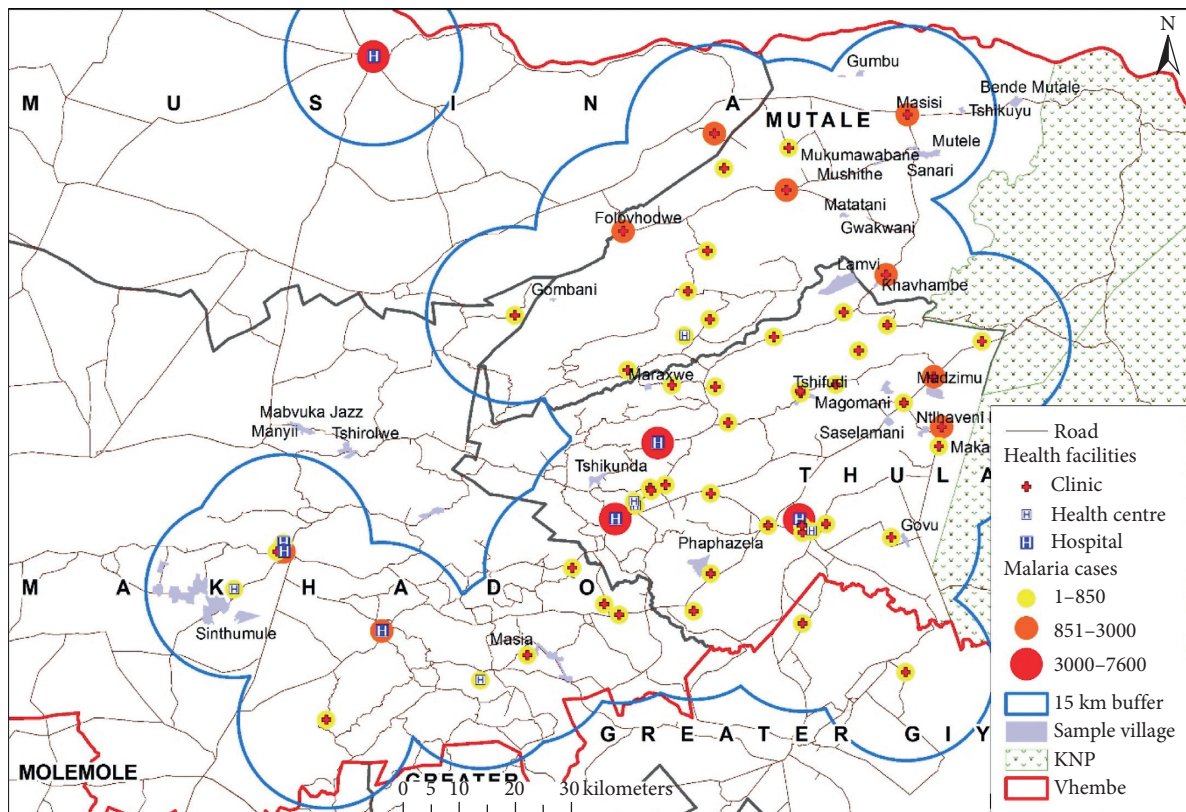 N
M U S I N A
Gumbu
Bende Mutale
Masisi
Tshikuyu
MUTALE
Mutele
Mukumawabane
Sanari
Mushithe
Matatani
Folovhodwe
Gwakwani
Lamvi
Khavhambe
Gombani
Maraxwe
Tshifudi
Madzimu
Magomani
Mabvuka Jazz
Manyii
Tshirolwe
Saselamani
Ntlhaveni
Maka
Tshikunda
T H U L A
Govu
Phaphazela
M A K H A D O
Sinthumule
Masia
G R E A T E R G I Y
MOLEMOLE
GREATER
0 5 10 20 30 kilometers
Road
Health facilities
Clinic
H Health centre
H Hospital
Malaria cases
1–850
851–3000
3000–7600
15 km buffer
Sample village
KNP
Vhembe